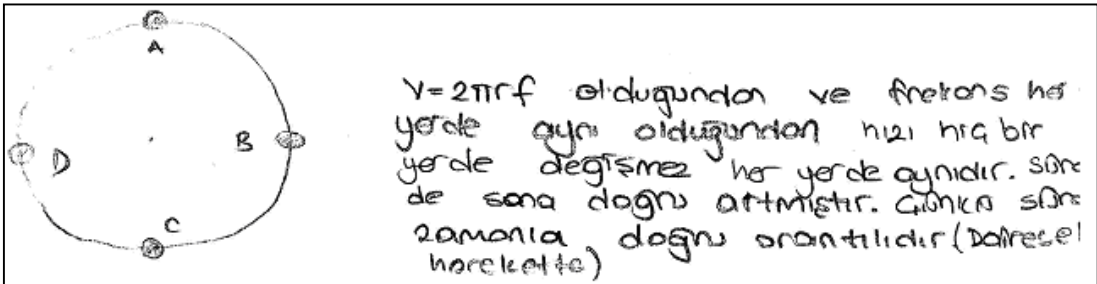 A
B
D
C
V=2πrf olduğundan ve frekans her
yerde aynı olduğundan hızı hiç bir
yerde değişmez her yerde aynıdır. Süre
de sona doğru artmıştır. Çünkü süre
zamanla doğru orantılıdır (Dairesel
harekette)